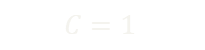 C = 1